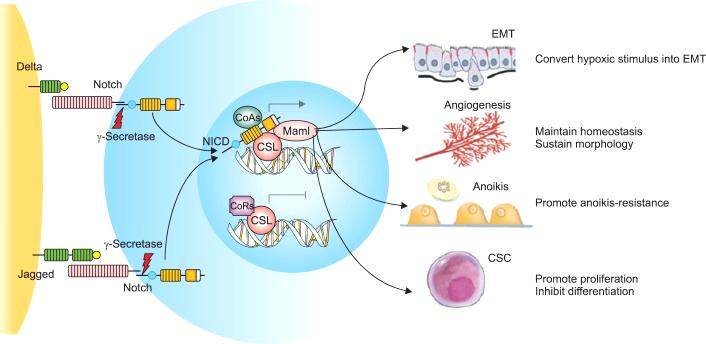 EMT
Delta
Convert hypoxic stimulus into EMT
Notch
Angiogenesis
CoAs
γ-Secretase
Maml
Maintain homeostasis
NICD
CSL
Sustain morphology
Anoikis
CoRs
Promote anoikis-resistance
CSL
γ-Secretase
CSC
Jagged
Notch
Promote proliferation
Inhibit differentiation